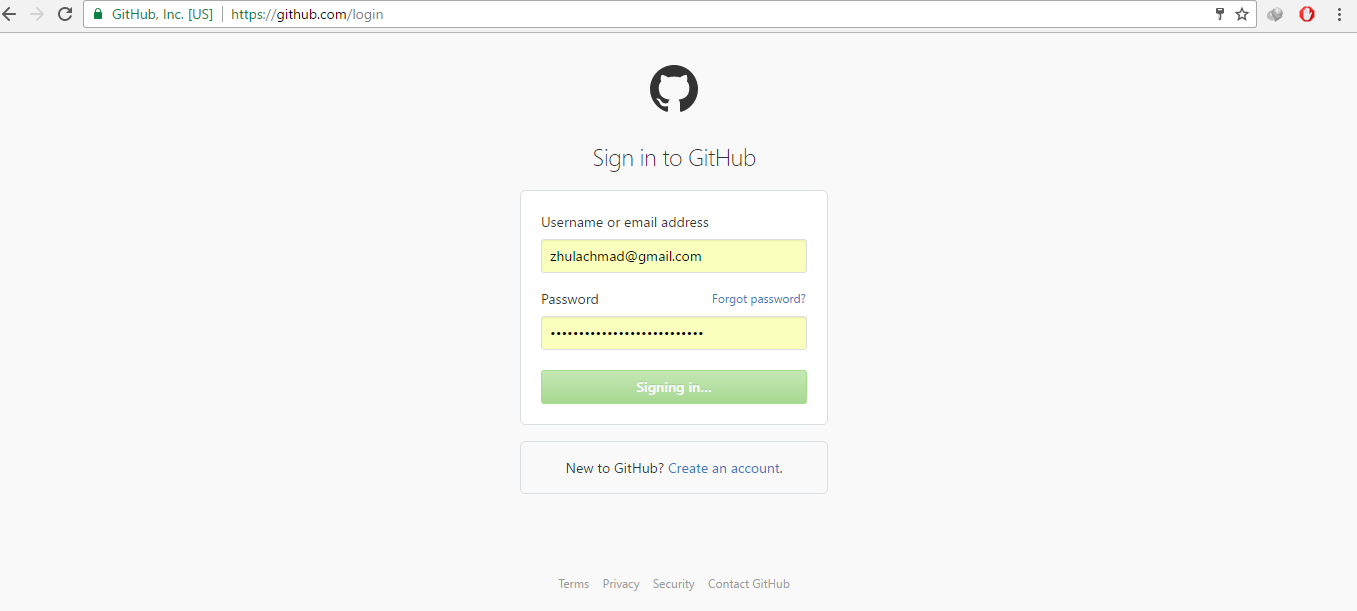 GitHub, Inc. [US] https://github.com/login
Sign in to GitHub
Username or email address
zhulachmad@gmail.com
Password Forgot password?
••••••••••••••••••••••••••••
Signing in...
New to GitHub? Create an account.
Terms Privacy Security Contact GitHub